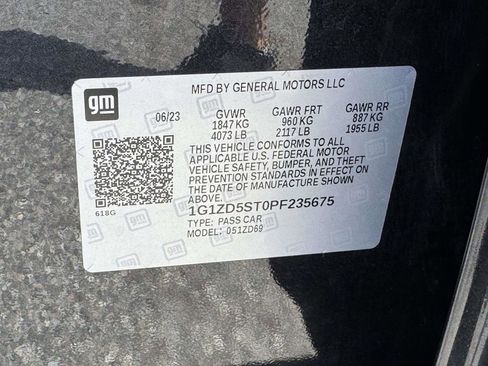 MFD BY GENERAL MOTORS LLC
gm
06/23 GVWR GAWR FRT GAWR RR
1847 KG 960 KG 887 KG
4073 LB 2117 LB 1955 LB
THIS VEHICLE CONFORMS TO ALL
APPLICABLE U.S. FEDERAL MOTOR
VEHICLE SAFETY, BUMPER, AND THEFT
PREVENTION STANDARDS IN EFFECT ON
THE DATE OF MANUFACTURE SHOWN
ABOVE.
618G
1G1ZD5ST0PF235675
TYPE: PASS CAR
MODEL: 051ZD69